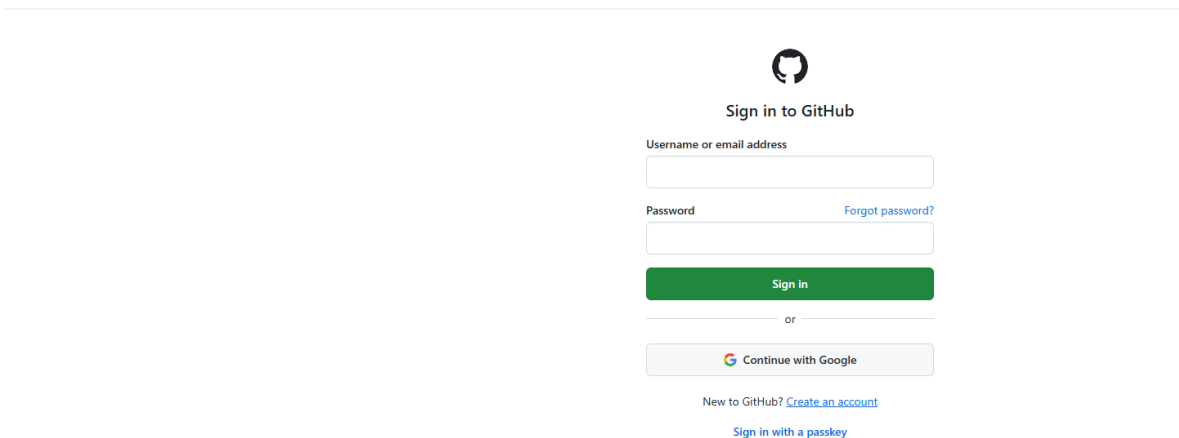 Sign in to GitHub
Username or email address
Password Forgot password?
Sign in
or
Continue with Google
New to GitHub? Create an account
Sign in with a passkey